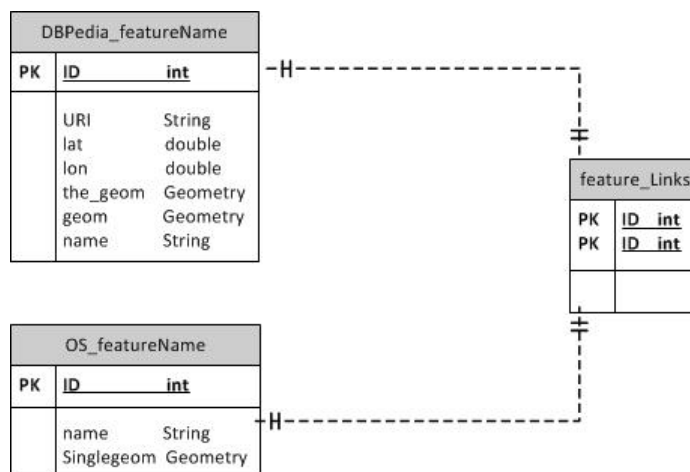 DBPedia_featureName
PK ID int
URI String
lat double
lon double
the_geom Geometry
geom Geometry
name String
feature_Links
PK ID int
PK ID int
OS_featureName
PK ID int
name String
Singlegeom Geometry